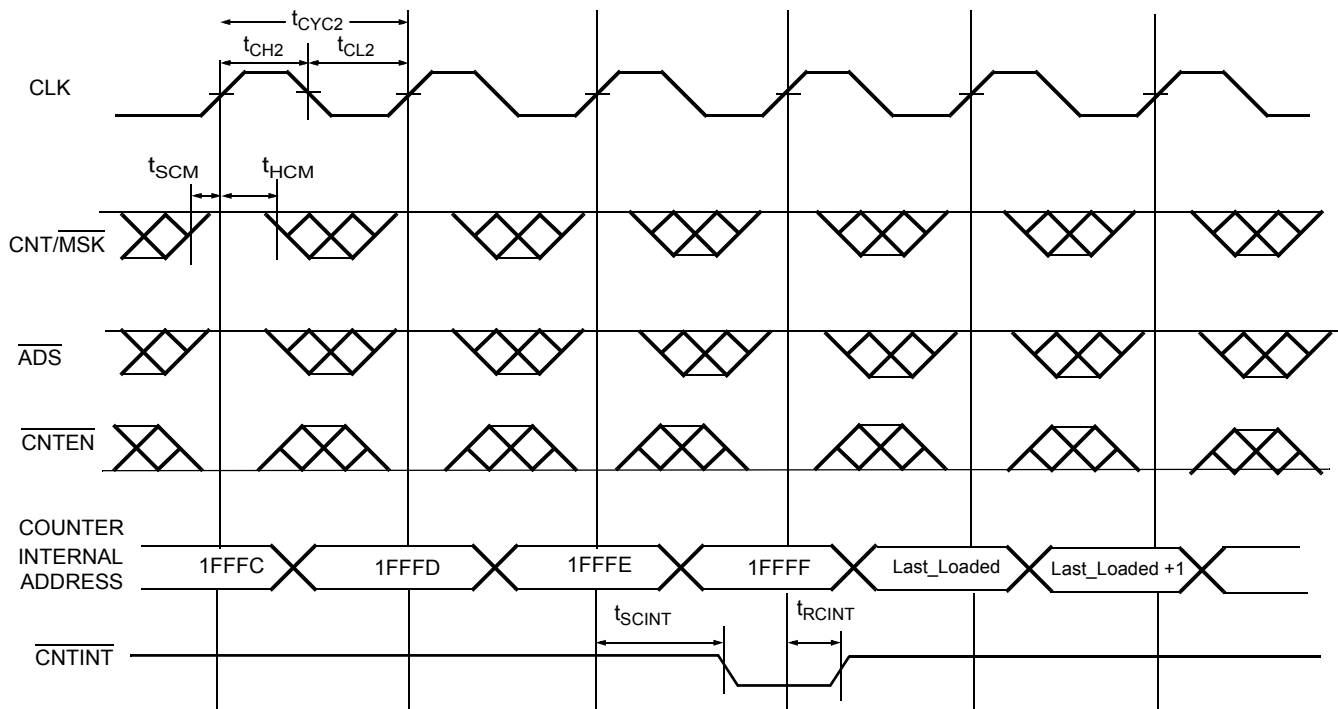 tCYC2
tCH2 tCL2
CLK
tSCM tHCM
CNT/MSK
ADS
CNTEN
COUNTER
INTERNAL
ADDRESS
1FFFC 1FFFD 1FFFE 1FFFF Last_Loaded Last_Loaded +1
tSCINT tRCINT
CNTINT